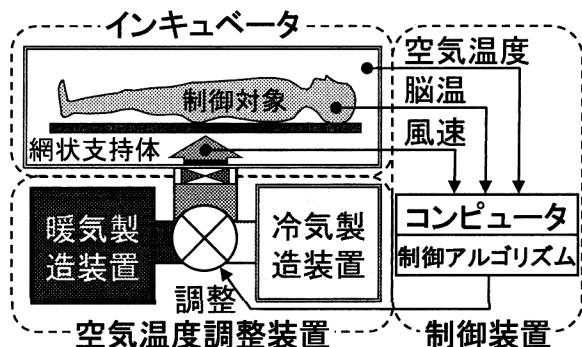 インキュベータ
空気温度
脳温
風速
制御対象
網状支持体
暖気製
造装置
冷気製
造装置
調整
コンピュータ
制御アルゴリズム
空気温度調整装置
制御装置